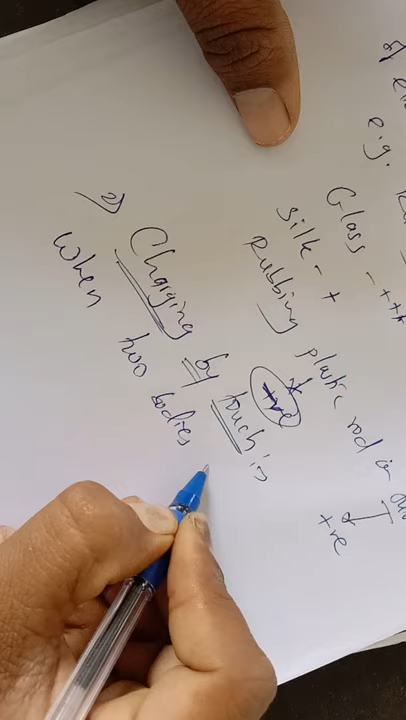 e.g.
Glass - +++
silk - +
Rubbing plastic rod
+ve
+ve
2) Charging by touch in
when two bodies